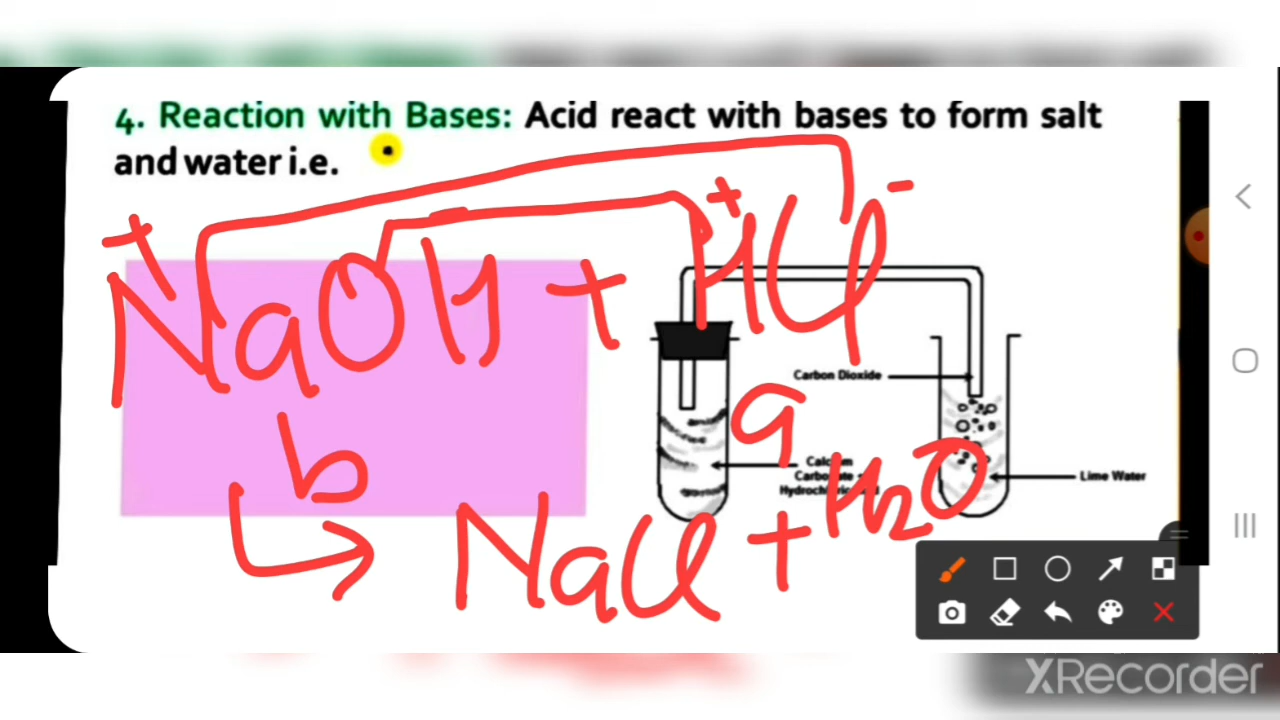 4. Reaction with Bases: Acid react with bases to form salt
and water i.e.
+ + -
NaOH + HCl
Carbon Dioxide
b
a
Lime Water
NaCl + H2O
XRecorder